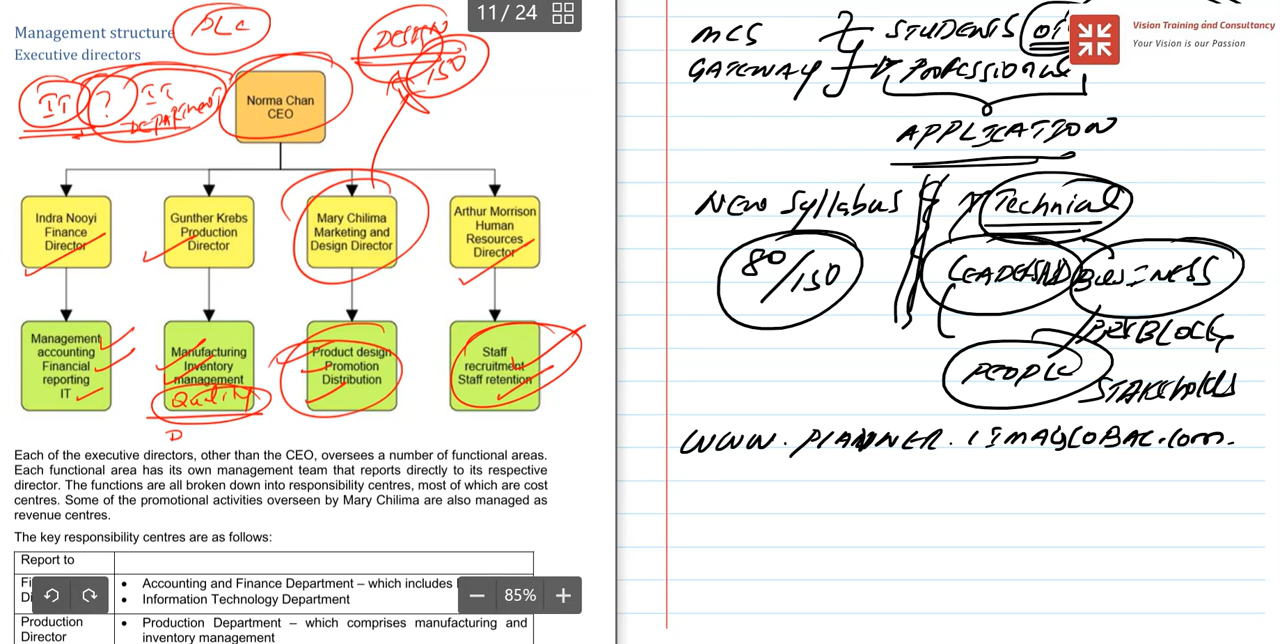 11 / 24
Management structure
Executive directors
PLC
DESIGN
150
IT
?
IT
DEPARTMENT
Norma Chan
CEO
Indra Nooyi
Finance
Director
Gunther Krebs
Production
Director
Mary Chilima
Marketing and
Design Director
Arthur Morrison
Human
Resources
Director
Management
accounting
Financial
reporting
IT
Manufacturing
Inventory
management
Quality
D
Product design
Promotion
Distribution
Staff
recruitment
Staff retention
Each of the executive directors, other than the CEO, oversees a number of functional areas.
Each functional area has its own management team that reports directly to its respective
director. The functions are all broken down into responsibility centres, most of which are cost
centres. Some of the promotional activities overseen by Mary Chilima are also managed as
revenue centres.
The key responsibility centres are as follows:
Report to
• Accounting and Finance Department – which includes
• Information Technology Department
85%
Production
Director
• Production Department – which comprises manufacturing and
inventory management
MCS
GATEWAY
STUDENTS
PROFESSIONALS
Vision Training and Consultancy
Your Vision is our Passion
APPLICATION
New Syllabus
80/150
Technical
LEADERSHIP
BUSINESS
PEOPLE
STAKEHOLDS